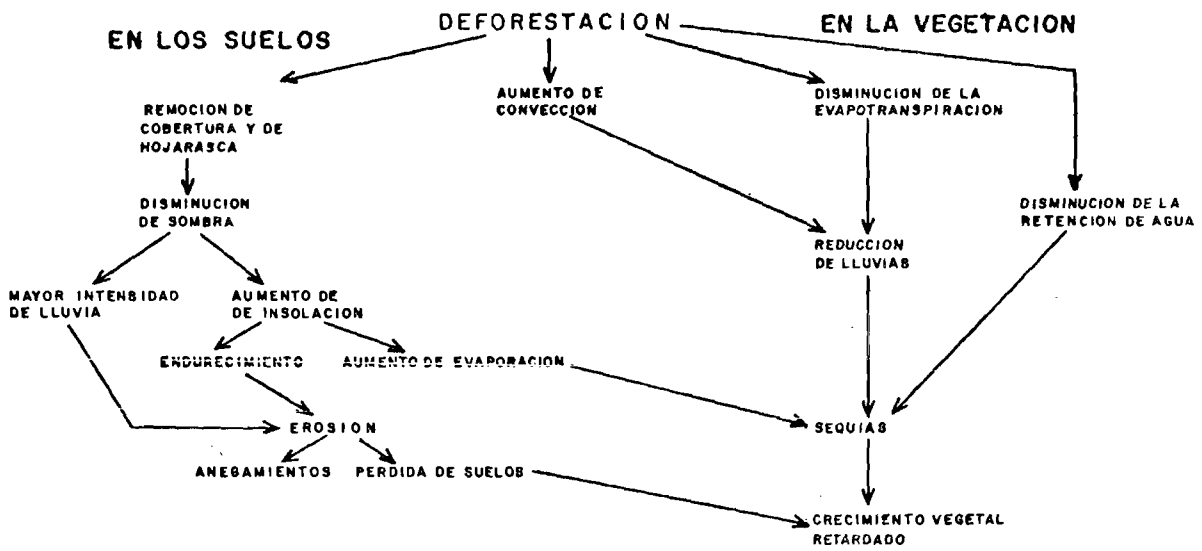 DEFORESTACION
EN LOS SUELOS
EN LA VEGETACION
REMOCION DE
COBERTURA Y DE
HOJARASCA
AUMENTO DE
CONVECCION
DISMINUCION DE LA
EVAPOTRANSPIRACION
DISMINUCION
DE SOMBRA
DISMINUCION DE LA
RETENCION DE AGUA
REDUCCION
DE LLUVIAS
MAYOR INTENSIDAD
DE LLUVIA
AUMENTO DE
DE INSOLACION
ENDURECIMIENTO
AUMENTO DE EVAPORACION
EROSION
SEQUIAS
ANEGAMIENTOS
PERDIDA DE SUELOS
CRECIMIENTO VEGETAL
RETARDADO